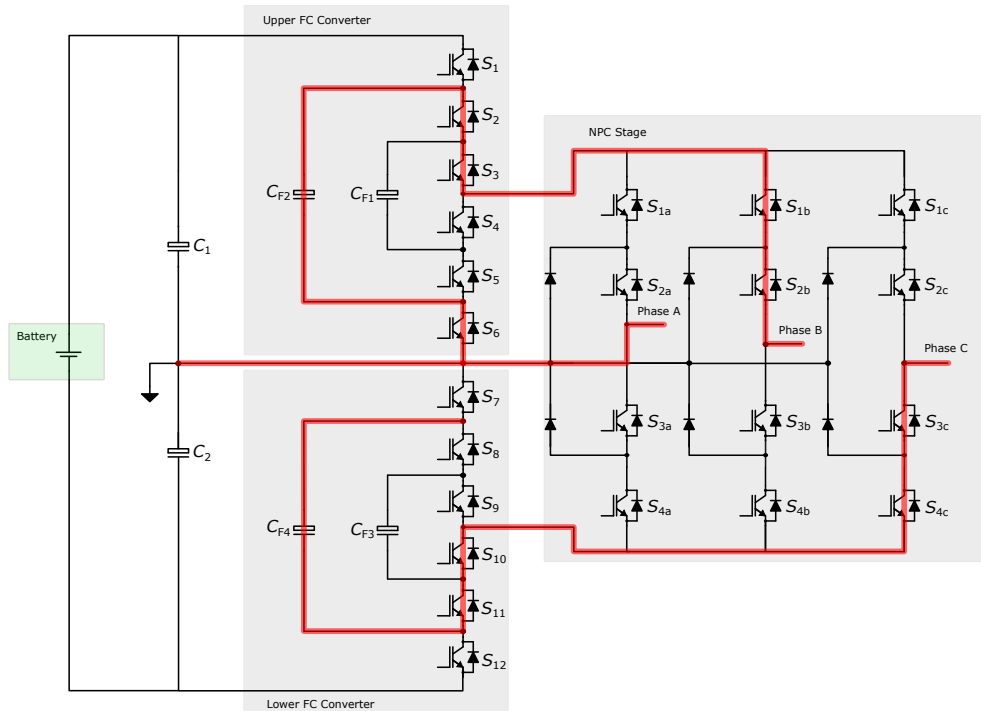 Upper FC Converter
S1
S2
S3
S4
S5
S6
CF2
CF1
C1
Battery
C2
NPC Stage
S1a
S1b
S1c
S2a
S2b
S2c
Phase A
Phase B
Phase C
S3a
S3b
S3c
S4a
S4b
S4c
S7
S8
S9
S10
S11
S12
CF4
CF3
Lower FC Converter